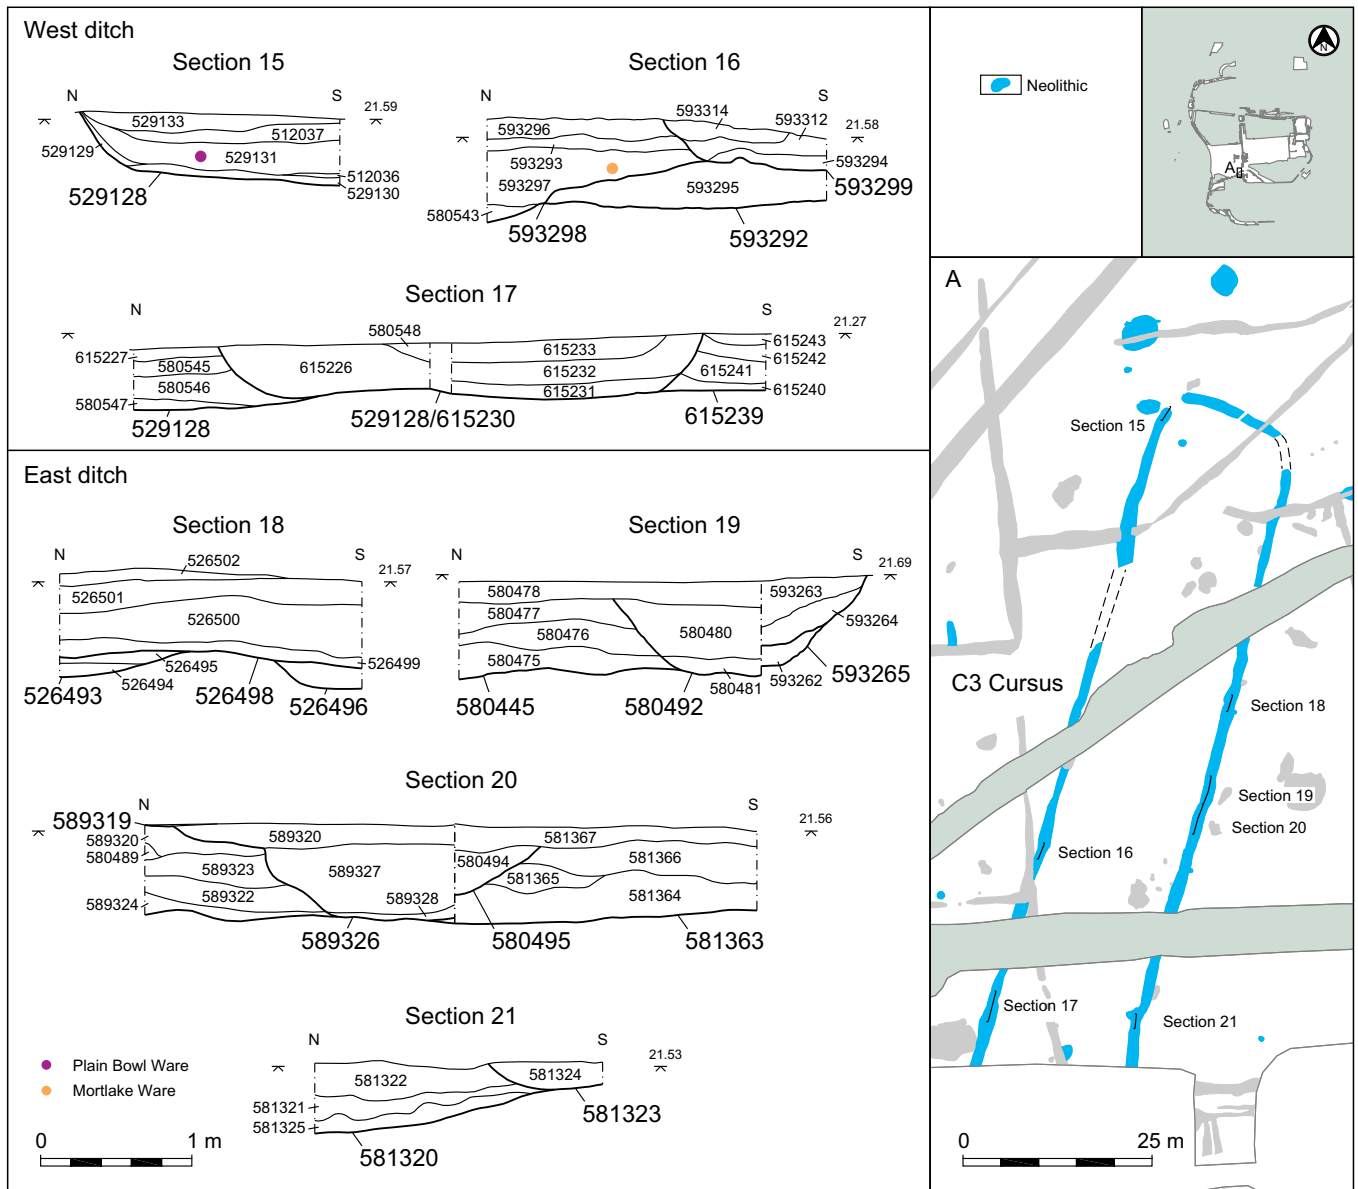 West ditch
Section 15
N
S
21.59
529133
512037
529129
529131
512036
529130
529128
Section 16
N
S
593314
593312
21.58
593296
593293
593294
593297
593295
593299
580543
593298
593292
Section 17
N
S
21.27
580548
615243
615227
615233
615242
580545
615226
615232
615241
580546
615231
615240
580547
529128
529128/615230
615239
East ditch
Section 18
N
S
526502
21.57
526501
526500
526495
526499
526494
526493
526498
526496
Section 19
N
S
21.69
580478
593263
580477
593264
580476
580480
580475
580481
593262
593265
580445
580492
Section 20
N
S
589319
21.56
589320
589320
581367
580489
580494
581366
589323
589327
581365
589322
589328
581364
589324
589326
580495
581363
Section 21
N
S
21.53
581322
581324
581321
581323
581325
581320
Plain Bowl Ware
Mortlake Ware
0
1 m
Neolithic
N
A
A
Section 15
C3 Cursus
Section 18
Section 19
Section 20
Section 16
Section 17
Section 21
0
25 m